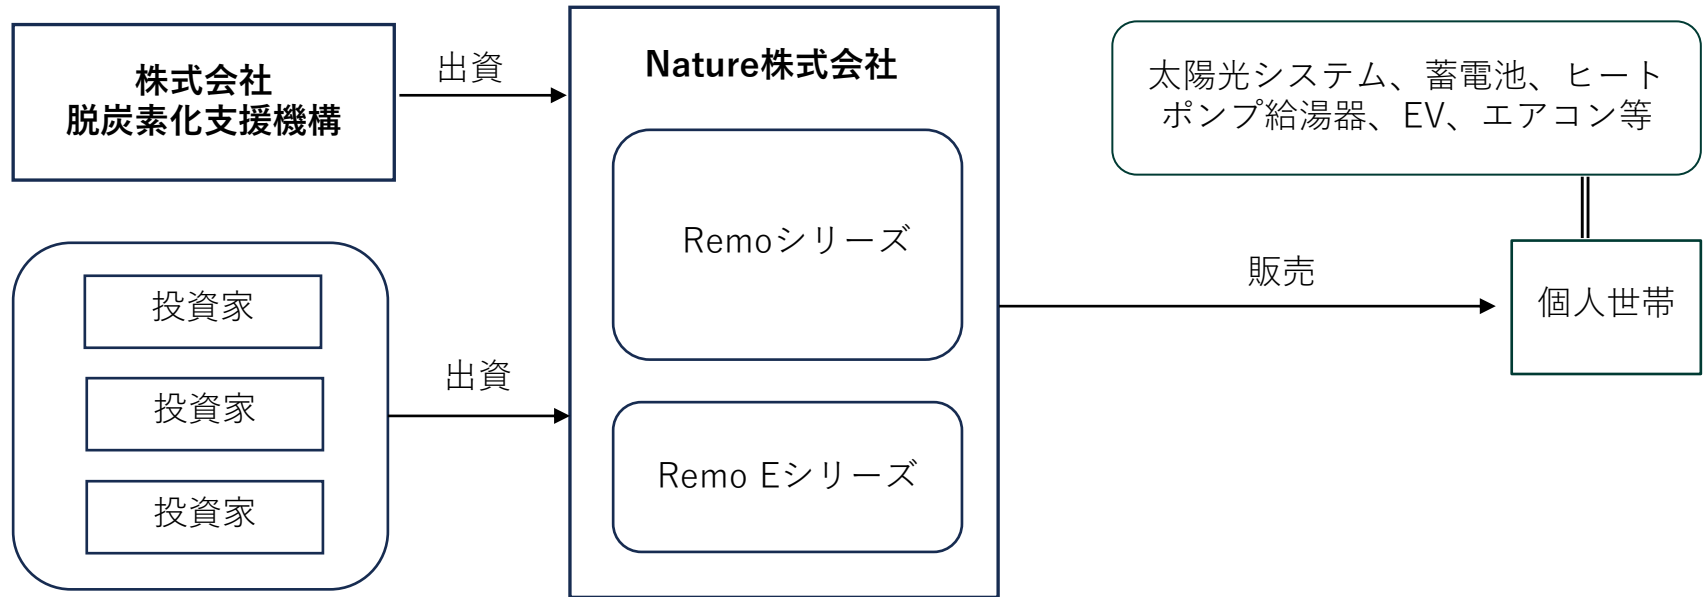 株式会社
脱炭素化支援機構
出資
投資家
投資家
投資家
出資
Nature株式会社
Remoシリーズ
Remo Eシリーズ
販売
太陽光システム、蓄電池、ヒート
ポンプ給湯器、EV、エアコン等
個人世帯